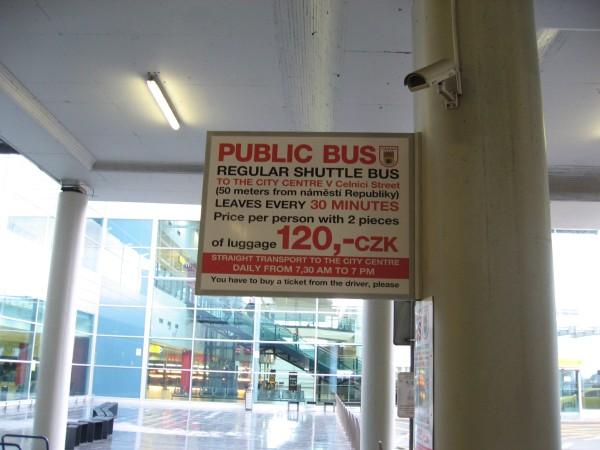 PUBLIC BUS
REGULAR SHUTTLE BUS
TO THE CITY CENTRE V Celnici Street
(50 meters from náměstí Republiky)
LEAVES EVERY 30 MINUTES
Price per person with 2 pieces
of luggage 120,-CZK
STRAIGHT TRANSPORT TO THE CITY CENTRE
DAILY FROM 7,30 AM TO 7 PM
You have to buy a ticket from the driver, please